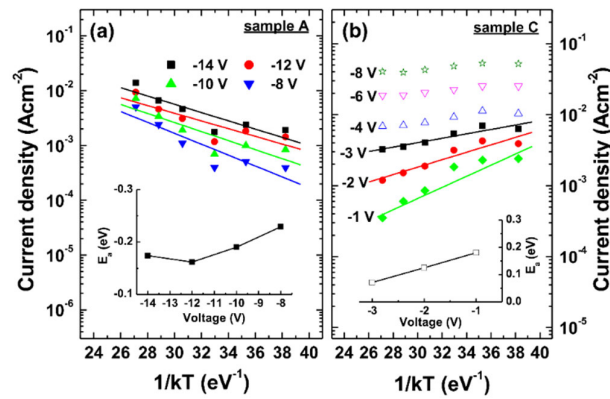 (a) sample A
-14 V -12 V
-10 V -8 V
Current density (Acm-2)
10-1
10-2
10-3
10-4
10-5
10-6
-0.3
-0.2
-0.1
Ea (eV)
-14 -13 -12 -11 -10 -9 -8
Voltage (V)
24 26 28 30 32 34 36 38 40
1/kT (eV-1)
(b) sample C
-8 V
-6 V
-4 V
-3 V
-2 V
-1 V
0.3
0.2
0.1
0.0
Ea (eV)
-3 -2 -1
Voltage (V)
10-1
10-2
10-3
10-4
10-5
Current density (Acm-2)
24 26 28 30 32 34 36 38 40
1/kT (eV-1)